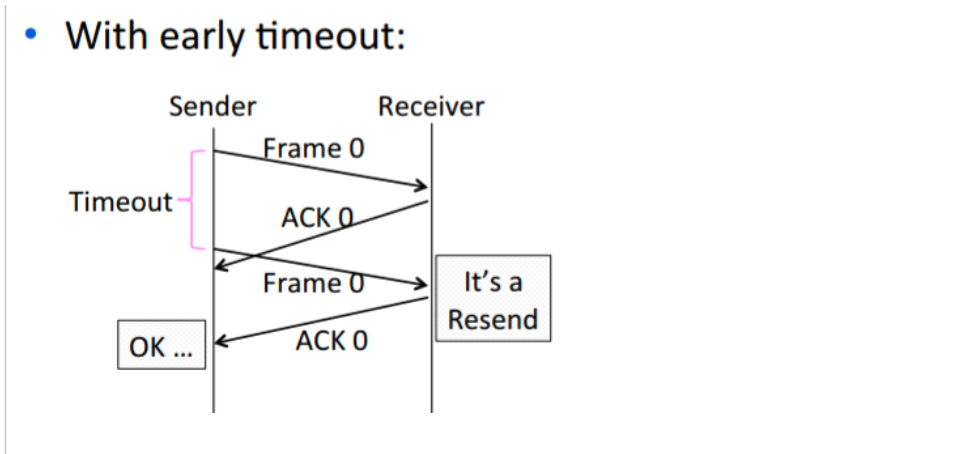 • With early timeout:
Sender Receiver
Frame 0
Timeout
ACK 0
Frame 0
It's a
Resend
ACK 0
OK ...